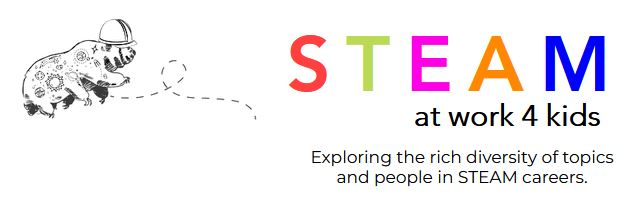 STEAM
at work 4 kids
Exploring the rich diversity of topics
and people in STEAM careers.